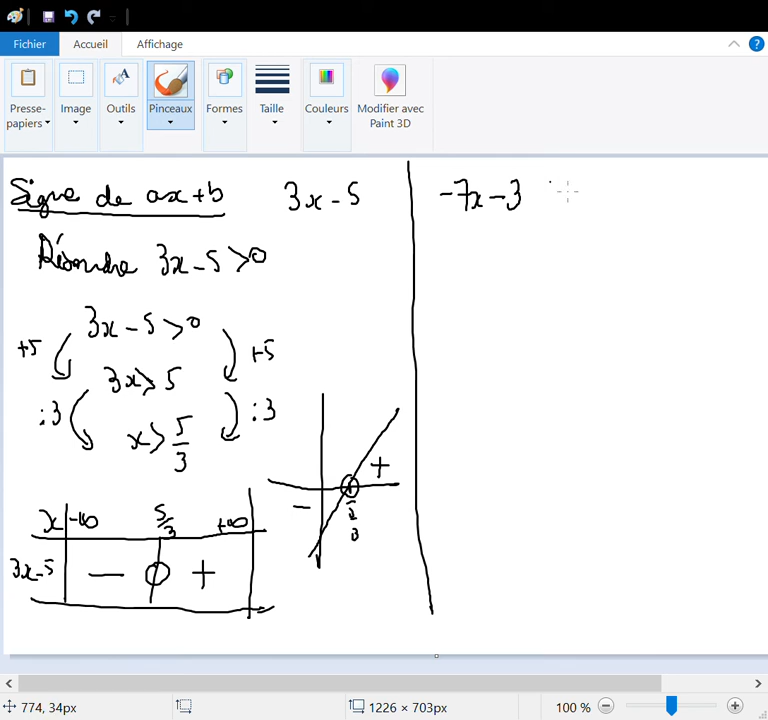 Fichier Accueil Affichage
Presse-papiers Image Outils Pinceaux Formes Taille Couleurs Modifier avec Paint 3D
Signe de ax+b 3x-5
Résoudre 3x-5>0
3x-5>0
+5 +5
3x>5
:3 :3
x>5/3
x -∞ 5/3 +∞
3x-5 - 0 +
+
-
5/3
-7x-3
774, 34px 1226 × 703px 100 %